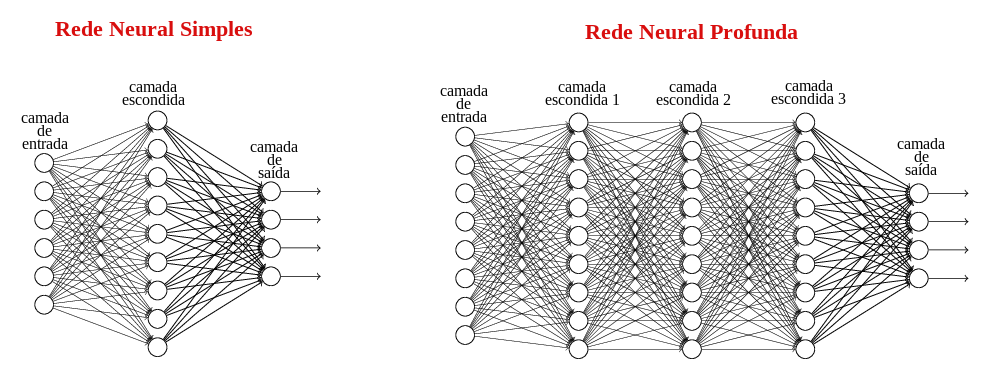 Rede Neural Simples
camada
de
entrada
camada
escondida
camada
de
saída
Rede Neural Profunda
camada
de
entrada
camada
escondida 1
camada
escondida 2
camada
escondida 3
camada
de
saída